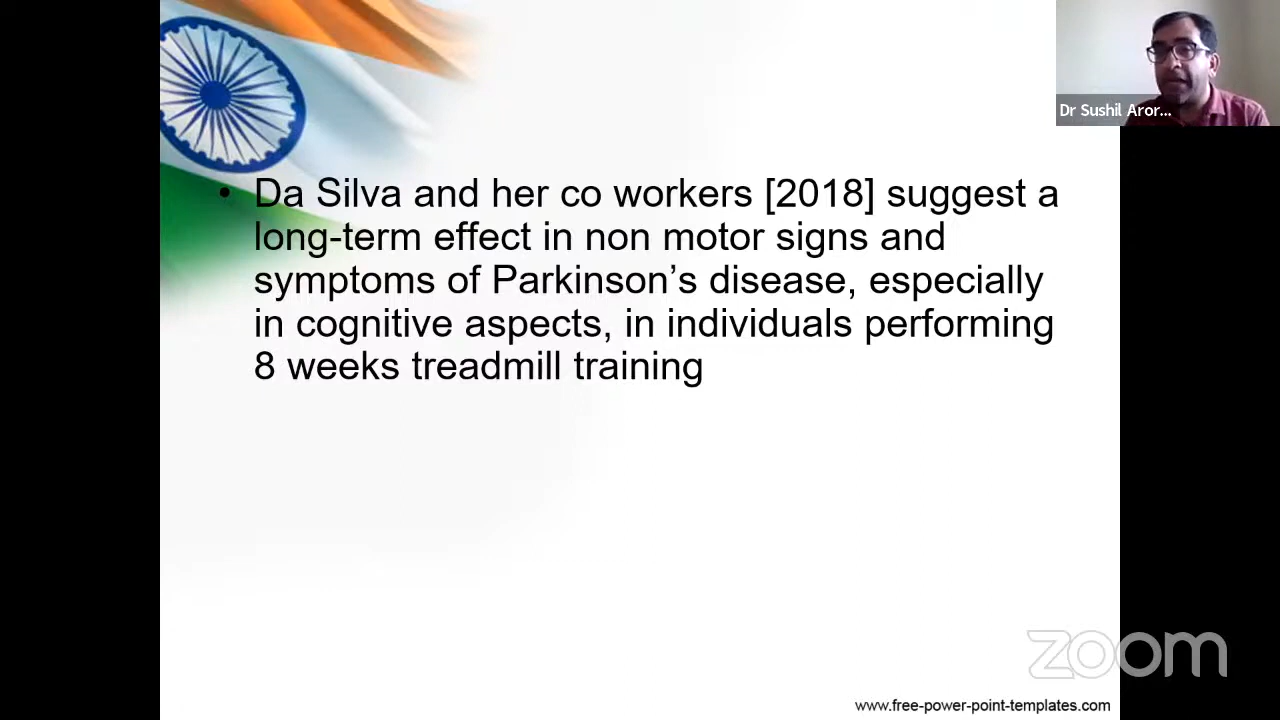 Dr Sushil Aror...
• Da Silva and her co workers [2018] suggest a
long-term effect in non motor signs and
symptoms of Parkinson’s disease, especially
in cognitive aspects, in individuals performing
8 weeks treadmill training
zoom
www.free-power-point-templates.com